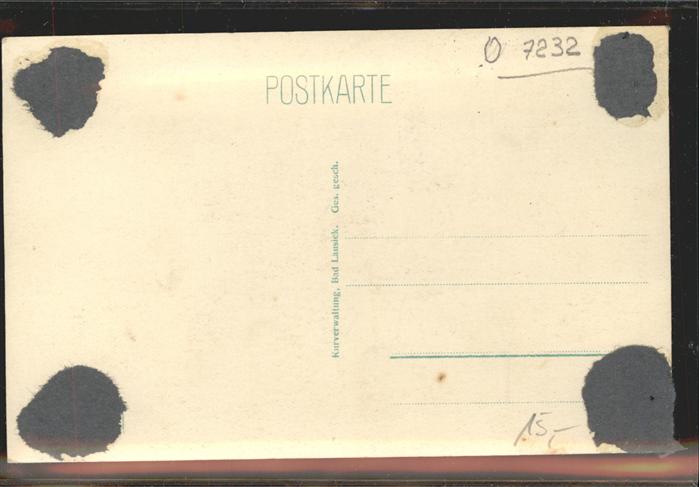 O 7232
POSTKARTE
Kurverwaltung, Bad Lausick. Ges. gesch.
15,-